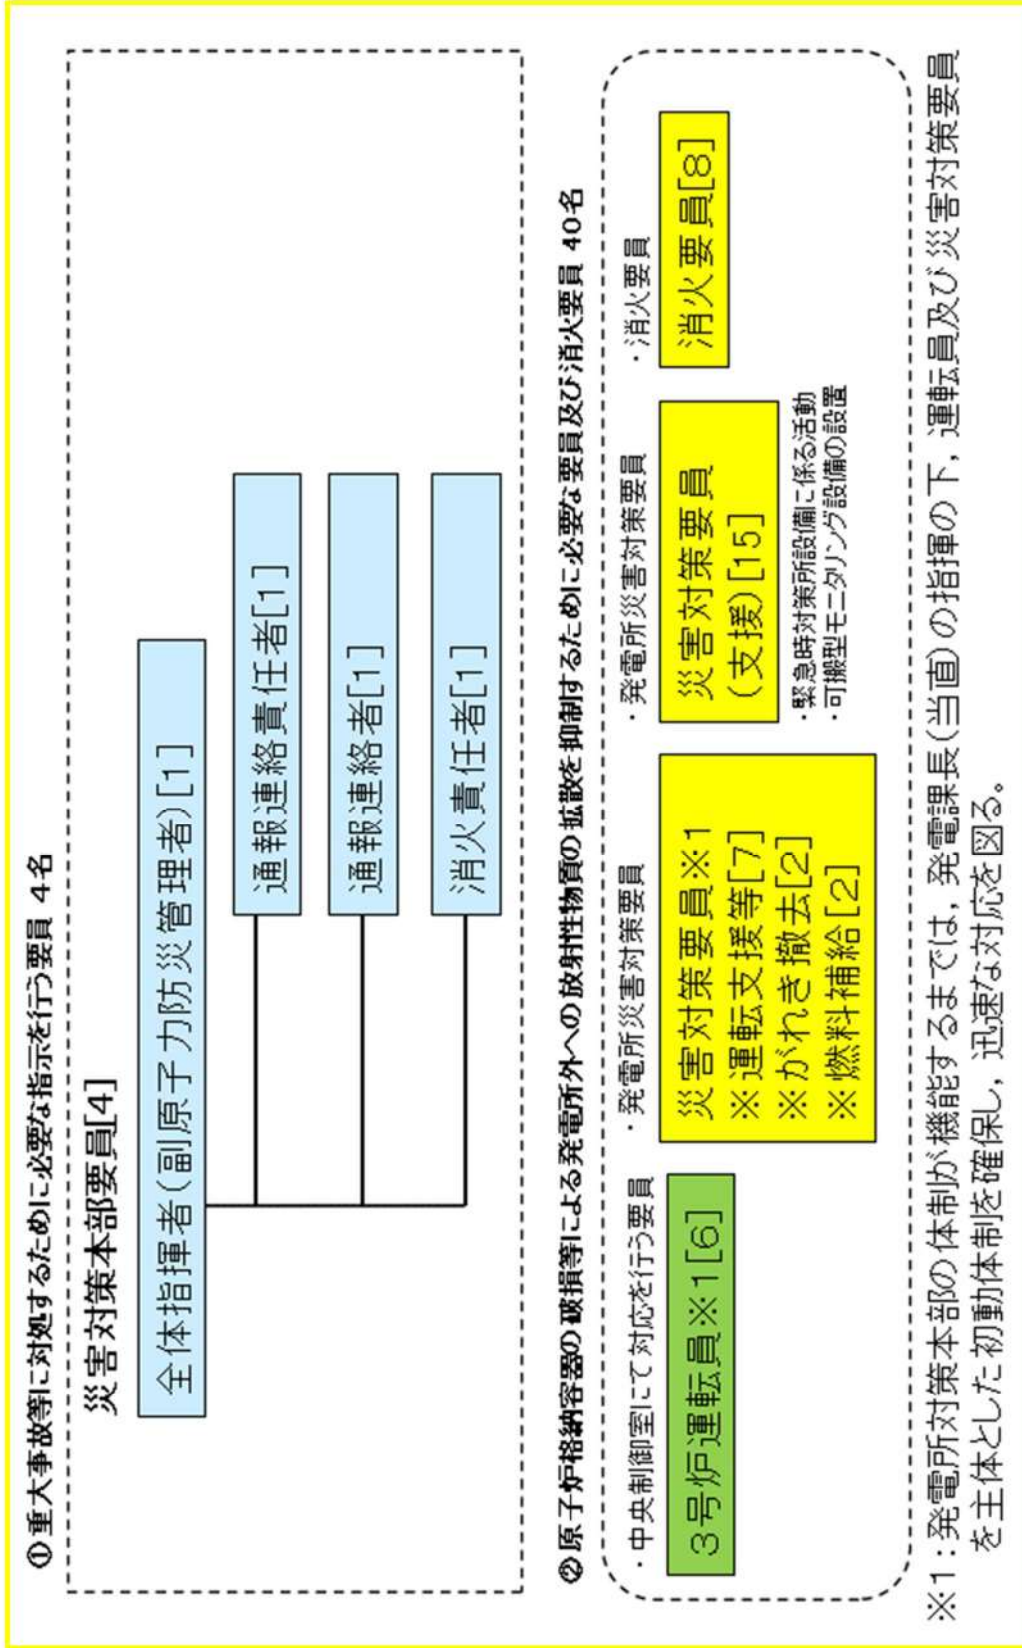 ①重大事故等に対処するために必要な指示を行う要員 4名
災害対策本部要員[4]
全体指揮者(副原子力防災管理者)[1]
通報連絡責任者[1]
通報連絡者[1]
消火責任者[1]
②原子炉格納容器の破損等による発電所外への放射性物質の拡散を抑制するために必要な要員及び消火要員 40名
・中央制御室にて対応を行う要員
3号炉運転員※1[6]
・発電所災害対策要員
災害対策要員※1
※運転支援等[7]
※がれき撤去[2]
※燃料補給[2]
・発電所災害対策要員
災害対策要員
(支援)[15]
・緊急時対策所設備に係る活動
・可搬型モニタリング設備の設置
・消火要員
消火要員[8]
※1:発電所対策本部の体制が機能するまでは,発電課長(当直)の指揮の下,運転員及び災害対策要員
を主体とした初動体制を確保し,迅速な対応を図る。